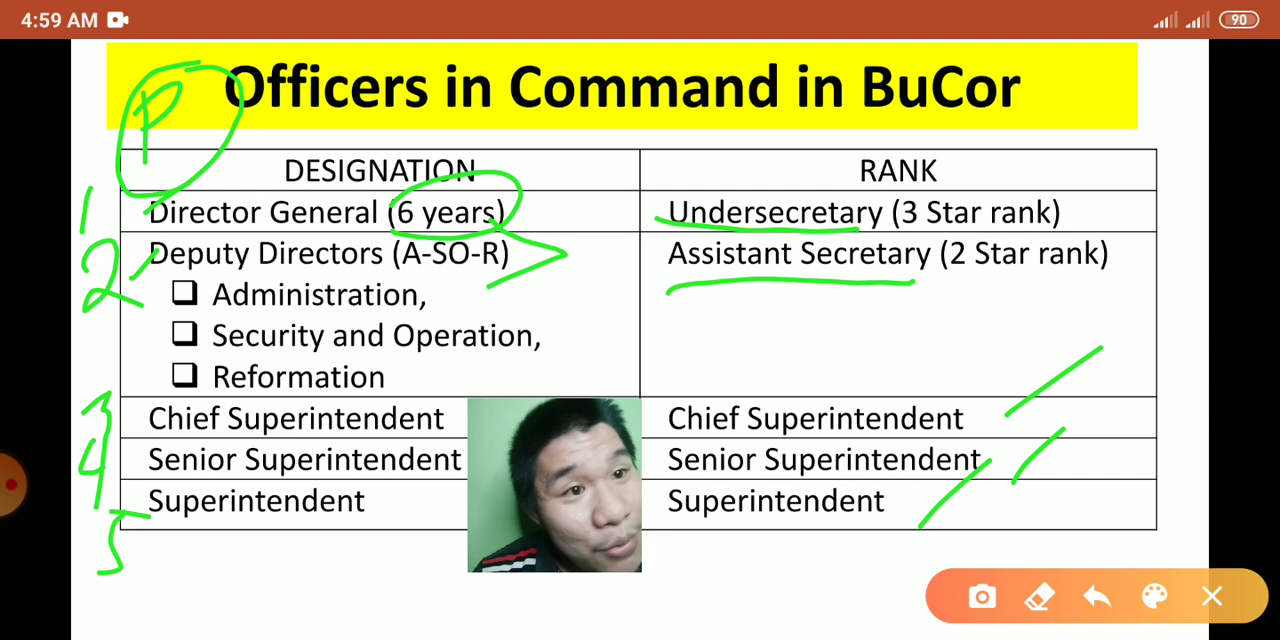 4:59 AM
90
Officers in Command in BuCor
P
DESIGNATION RANK
1 Director General (6 years) Undersecretary (3 Star rank)
2 Deputy Directors (A-SO-R) Assistant Secretary (2 Star rank)
❑ Administration,
❑ Security and Operation,
❑ Reformation
3 Chief Superintendent Chief Superintendent
4 Senior Superintendent Senior Superintendent
5 Superintendent Superintendent